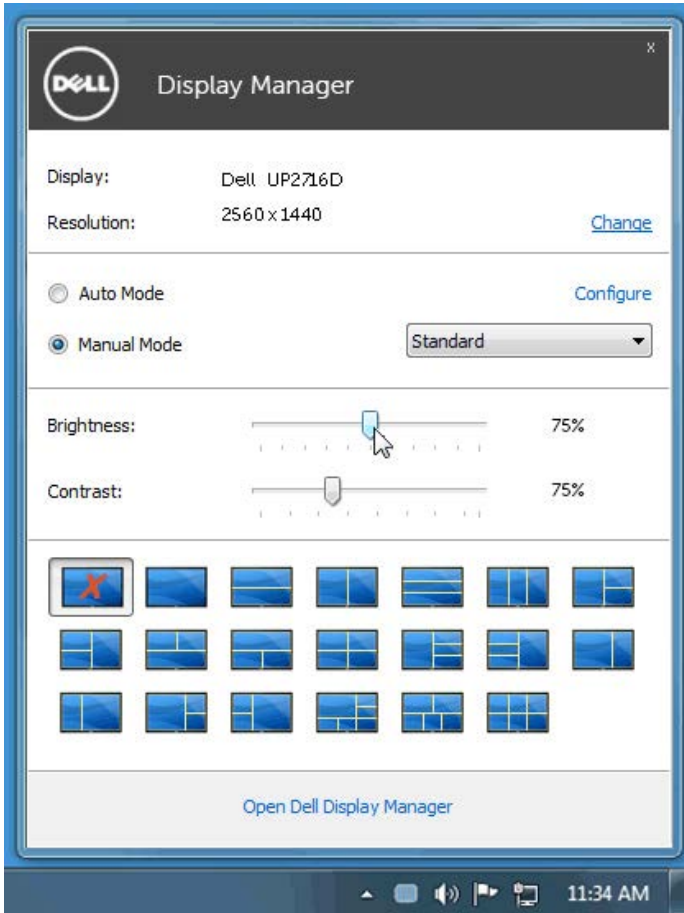 x
DELL Display Manager
Display: Dell UP2716D
Resolution: 2560 x 1440 Change
Auto Mode Configure
Manual Mode Standard
Brightness: 75%
Contrast: 75%
X
Open Dell Display Manager
11:34 AM